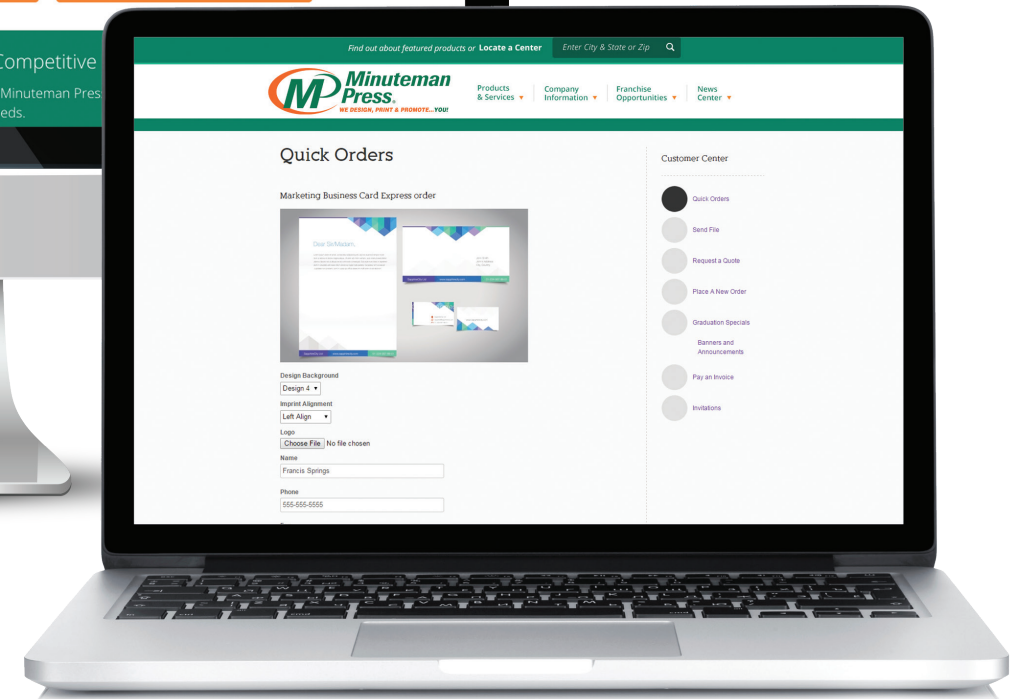 Competitive
Minuteman Pres
eds.
Find out about featured products or Locate a Center
Enter City & State or Zip
Minuteman
Press.
WE DESIGN, PRINT & PROMOTE...YOU!
Products
& Services
Company
Information
Franchise
Opportunities
News
Center
Quick Orders
Marketing Business Card Express order
Dear Sir/Madam,
Design Background
Design 4
Imprint Alignment
Left Align
Logo
Choose File No file chosen
Name
Francis Springs
Phone
555-555-5555
Customer Center
Quick Orders
Send File
Request a Quote
Place A New Order
Graduation Specials
Banners and
Announcements
Pay an Invoice
Invitations